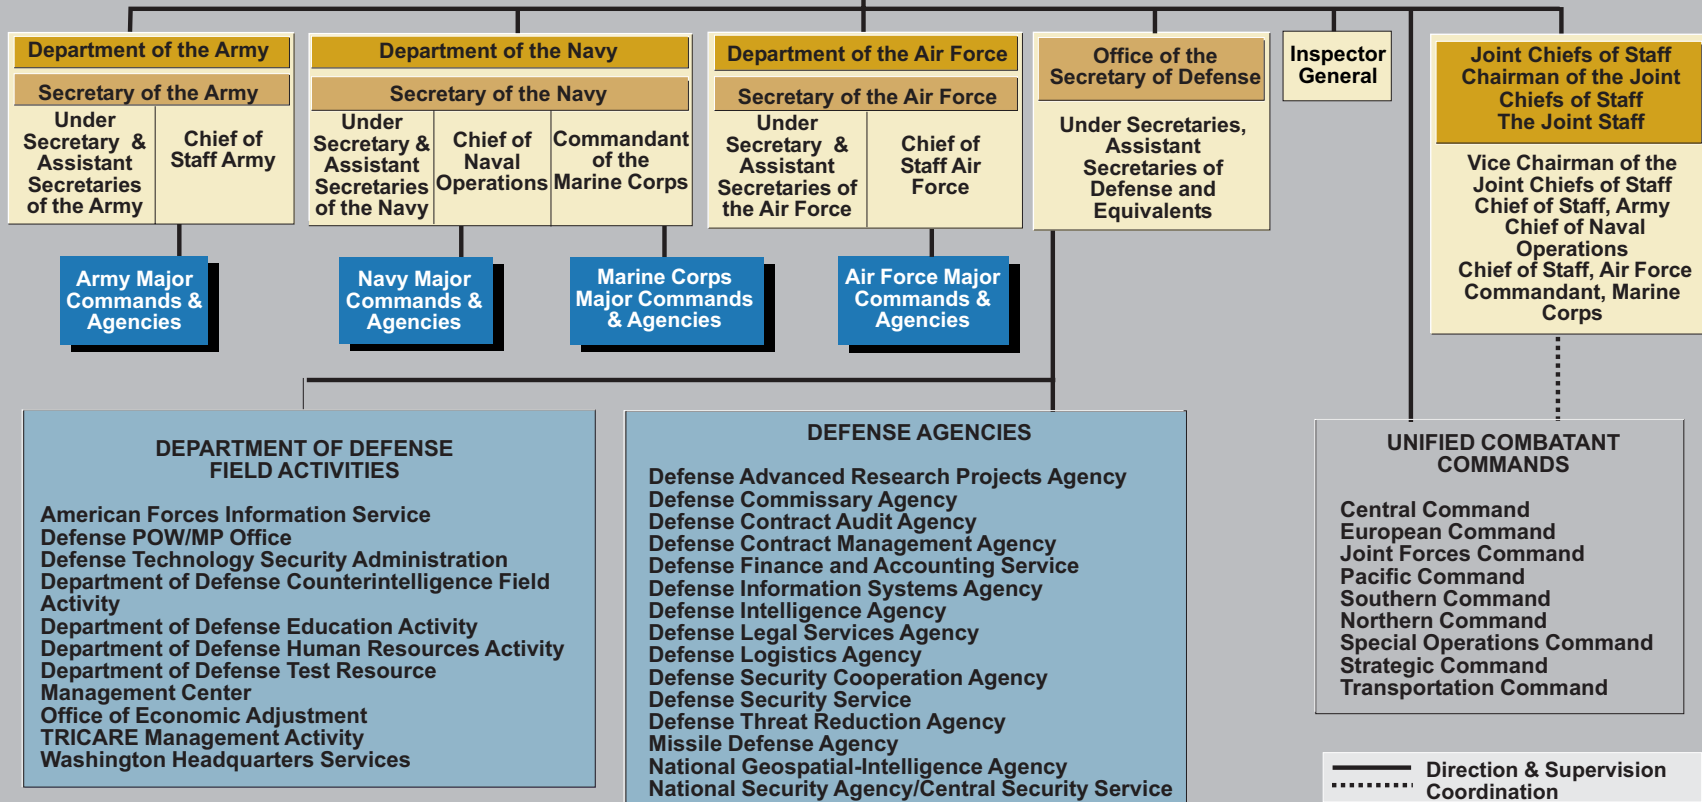 Department of the Army
Secretary of the Army
Under
Secretary &
Assistant
Secretaries
of the Army
Chief of
Staff Army
Army Major
Commands &
Agencies
Department of the Navy
Secretary of the Navy
Under
Secretary &
Assistant
Secretaries
of the Navy
Chief of
Naval
Operations
Commandant
of the
Marine Corps
Navy Major
Commands &
Agencies
Marine Corps
Major Commands
& Agencies
Department of the Air Force
Secretary of the Air Force
Under
Secretary &
Assistant
Secretaries of
the Air Force
Chief of
Staff Air
Force
Air Force Major
Commands &
Agencies
Office of the
Secretary of Defense
Under Secretaries,
Assistant
Secretaries of
Defense and
Equivalents
Inspector
General
Joint Chiefs of Staff
Chairman of the Joint
Chiefs of Staff
The Joint Staff
Vice Chairman of the
Joint Chiefs of Staff
Chief of Staff, Army
Chief of Naval
Operations
Chief of Staff, Air Force
Commandant, Marine
Corps
DEPARTMENT OF DEFENSE
FIELD ACTIVITIES
American Forces Information Service
Defense POW/MP Office
Defense Technology Security Administration
Department of Defense Counterintelligence Field
Activity
Department of Defense Education Activity
Department of Defense Human Resources Activity
Department of Defense Test Resource
Management Center
Office of Economic Adjustment
TRICARE Management Activity
Washington Headquarters Services
DEFENSE AGENCIES
Defense Advanced Research Projects Agency
Defense Commissary Agency
Defense Contract Audit Agency
Defense Contract Management Agency
Defense Finance and Accounting Service
Defense Information Systems Agency
Defense Intelligence Agency
Defense Legal Services Agency
Defense Logistics Agency
Defense Security Cooperation Agency
Defense Security Service
Defense Threat Reduction Agency
Missile Defense Agency
National Geospatial-Intelligence Agency
National Security Agency/Central Security Service
UNIFIED COMBATANT
COMMANDS
Central Command
European Command
Joint Forces Command
Pacific Command
Southern Command
Northern Command
Special Operations Command
Strategic Command
Transportation Command
Direction & Supervision
Coordination